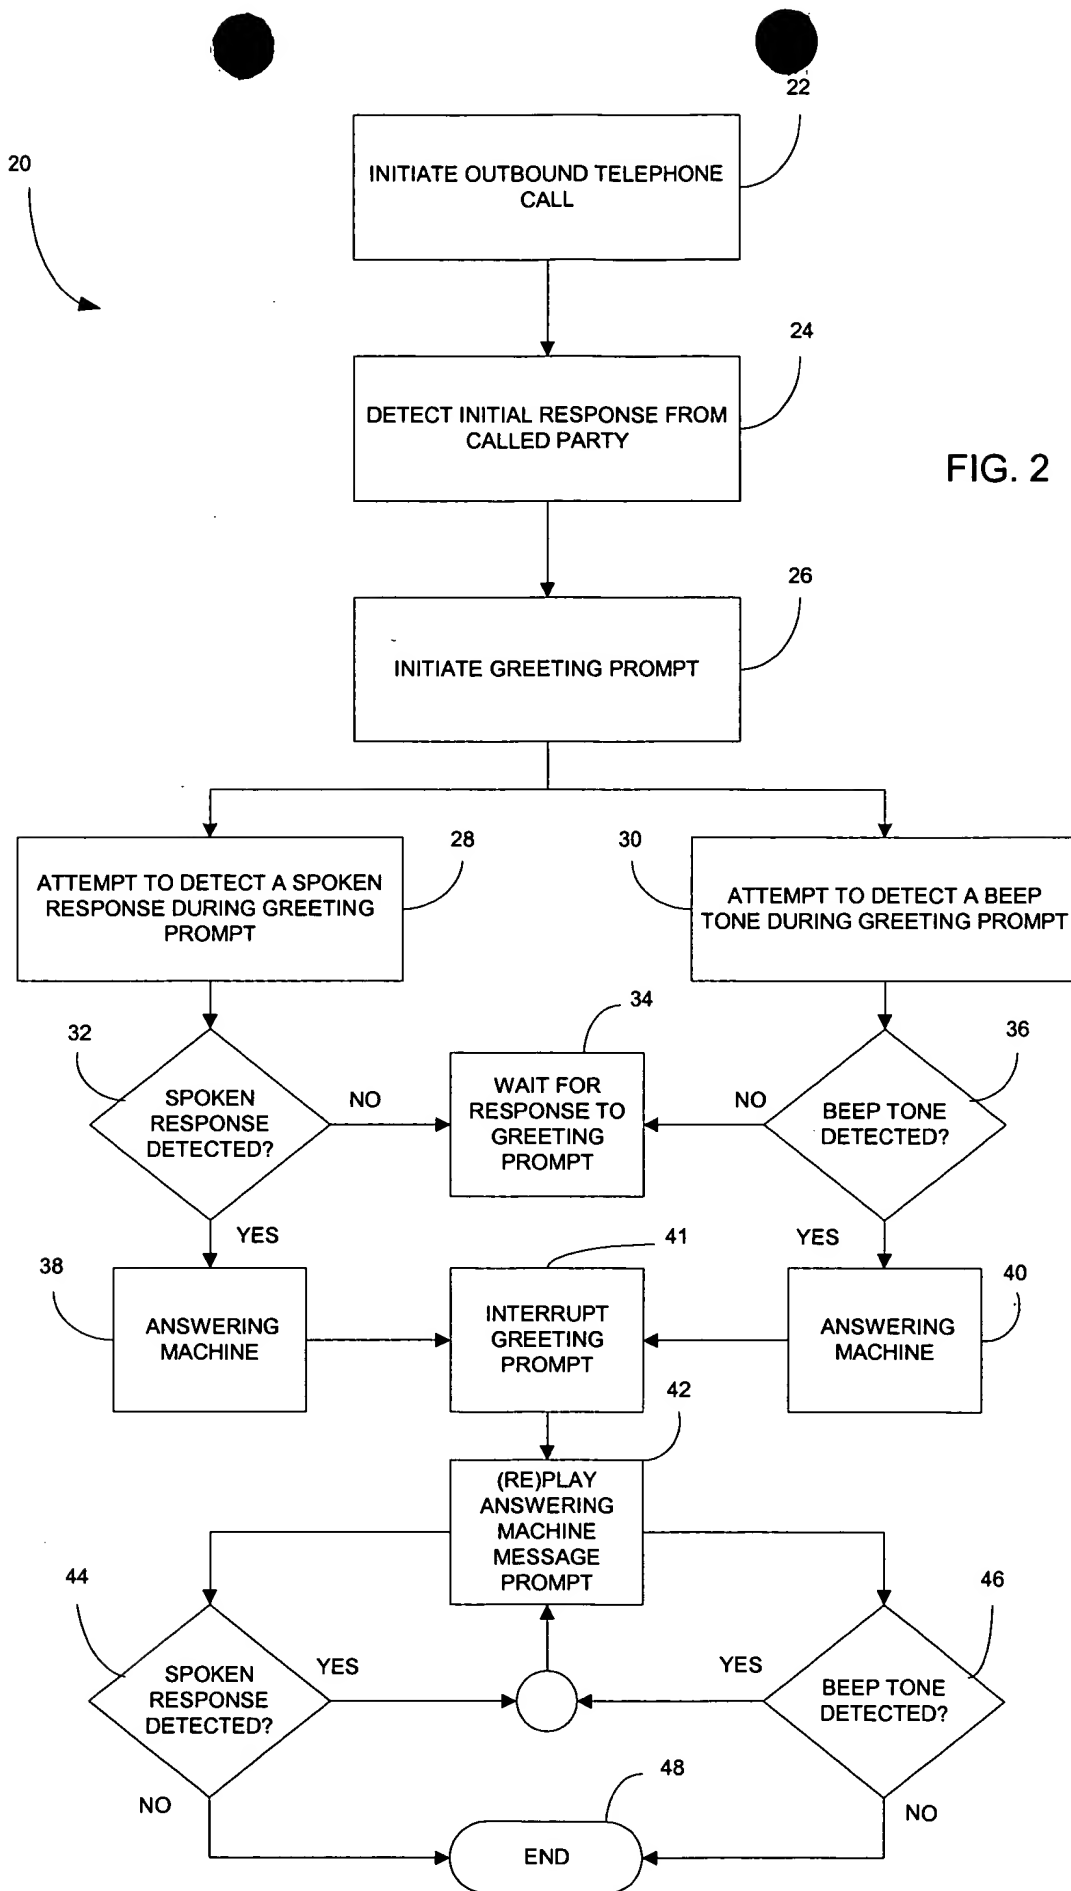 22
20
INITIATE OUTBOUND TELEPHONE
CALL
24
DETECT INITIAL RESPONSE FROM
CALLED PARTY
FIG. 2
26
INITIATE GREETING PROMPT
28
30
ATTEMPT TO DETECT A SPOKEN
RESPONSE DURING GREETING
PROMPT
ATTEMPT TO DETECT A BEEP
TONE DURING GREETING PROMPT
34
32
36
SPOKEN
RESPONSE
DETECTED?
NO
WAIT FOR
RESPONSE TO
GREETING
PROMPT
NO
BEEP TONE
DETECTED?
YES
41
YES
38
40
ANSWERING
MACHINE
INTERRUPT
GREETING
PROMPT
ANSWERING
MACHINE
42
(RE)PLAY
ANSWERING
MACHINE
MESSAGE
PROMPT
44
46
SPOKEN
RESPONSE
DETECTED?
YES
YES
BEEP TONE
DETECTED?
NO
48
NO
END